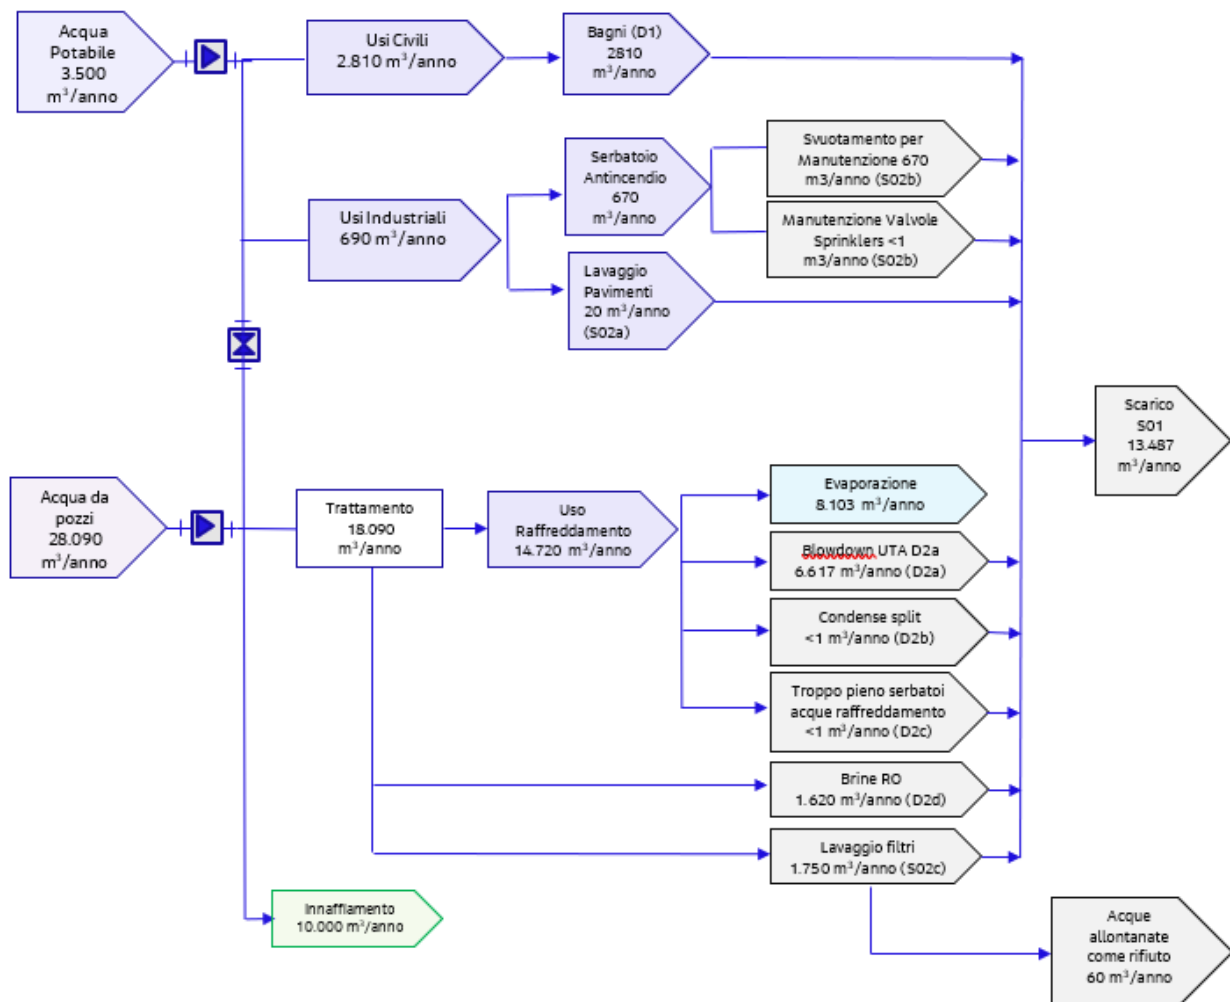 Acqua
Potabile
3.500
m³/anno
Usi Civili
2.810 m³/anno
Bagni (D1)
2810
m³/anno
Serbatoio
Antincendio
670
m³/anno
Svuotamento per
Manutenzione 670
m3/anno (S02b)
Usi Industriali
690 m³/anno
Manutenzione Valvole
Sprinklers <1
m3/anno (S02b)
Lavaggio
Pavimenti
20 m³/anno
(S02a)
Scarico
S01
13.487
m³/anno
Acqua da
pozzi
28.090
m³/anno
Trattamento
18.090
m³/anno
Uso
Raffreddamento
14.720 m³/anno
Evaporazione
8.103 m³/anno
Blowdown UTA D2a
6.617 m³/anno (D2a)
Condense split
<1 m³/anno (D2b)
Troppo pieno serbatoi
acque raffreddamento
<1 m³/anno (D2c)
Brine RO
1.620 m³/anno (D2d)
Lavaggio filtri
1.750 m³/anno (S02c)
Innaffiamento
10.000 m³/anno
Acque
allontanate
come rifiuto
60 m³/anno